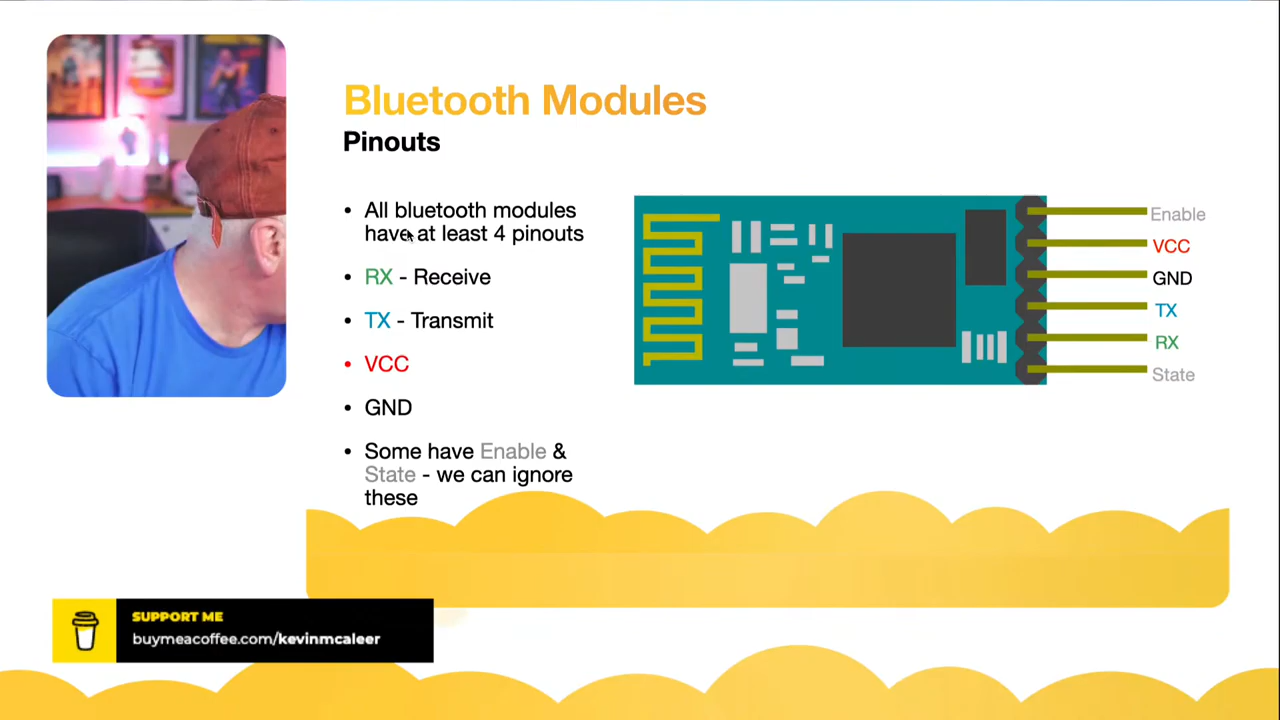 Bluetooth Modules
Pinouts
• All bluetooth modules
have at least 4 pinouts
• RX - Receive
• TX - Transmit
• VCC
• GND
• Some have Enable &
State - we can ignore
these
Enable
VCC
GND
TX
RX
State
SUPPORT ME
buymeacoffee.com/kevinmcaleer